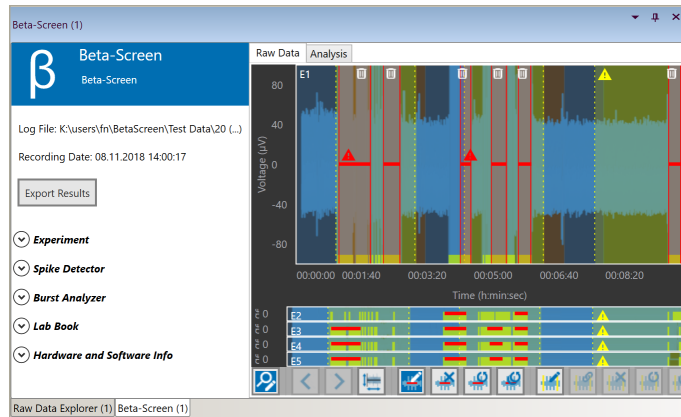 Beta-Screen (1)
β
Beta-Screen
Beta-Screen
Log File: K:\users\fn\BetaScreen\Test Data\20 (...)
Recording Date: 08.11.2018 14:00:17
Export Results
Experiment
Spike Detector
Burst Analyzer
Lab Book
Hardware and Software Info
Raw Data Analysis
E1
80
40
0
-40
-80
Voltage (µV)
00:00:00 00:01:40 00:03:20 00:05:00 00:06:40 00:08:20
Time (h:min:sec)
0 E2
0 E3
0 E4
0 E5
Raw Data Explorer (1) Beta-Screen (1)